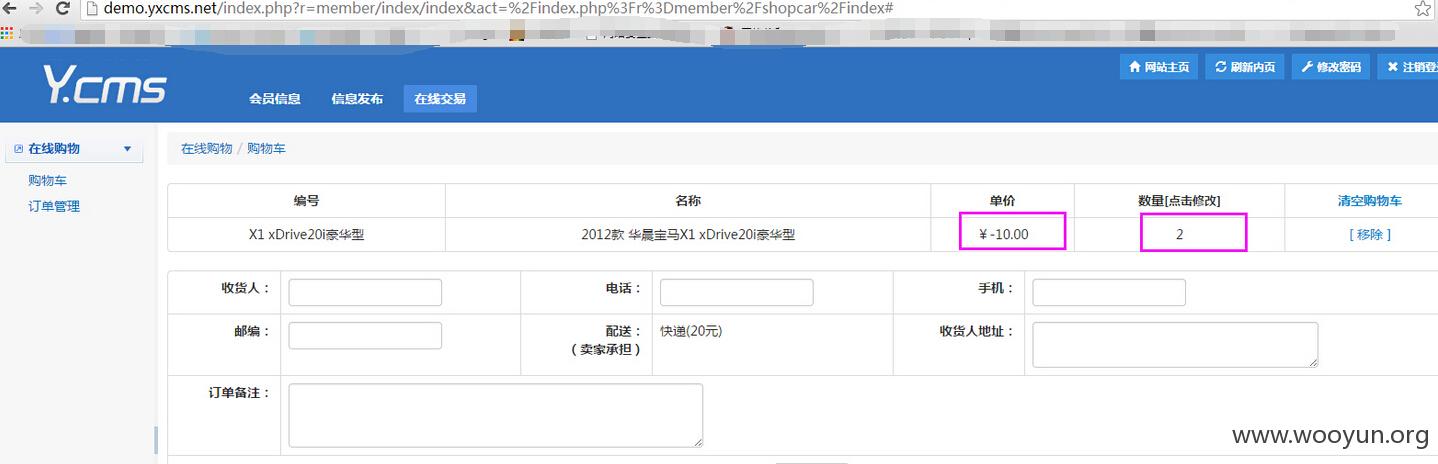 demo.yxcms.net/index.php?r=member/index/index&act=%2Findex.php%3Fr%3Dmember%2Fshopcar%2Findex#
Y.cms
网站主页 刷新内页 修改密码 注销登
会员信息 信息发布 在线交易
在线购物
购物车
订单管理
在线购物 / 购物车
编号 名称 单价 数量[点击修改] 清空购物车
X1 xDrive20i豪华型 2012款 华晨宝马X1 xDrive20i豪华型 ¥-10.00 2 [ 移除 ]
收货人: 电话: 手机:
邮编: 配送: 快递(20元) 收货人地址:
(卖家承担)
订单备注:
www.wooyun.org